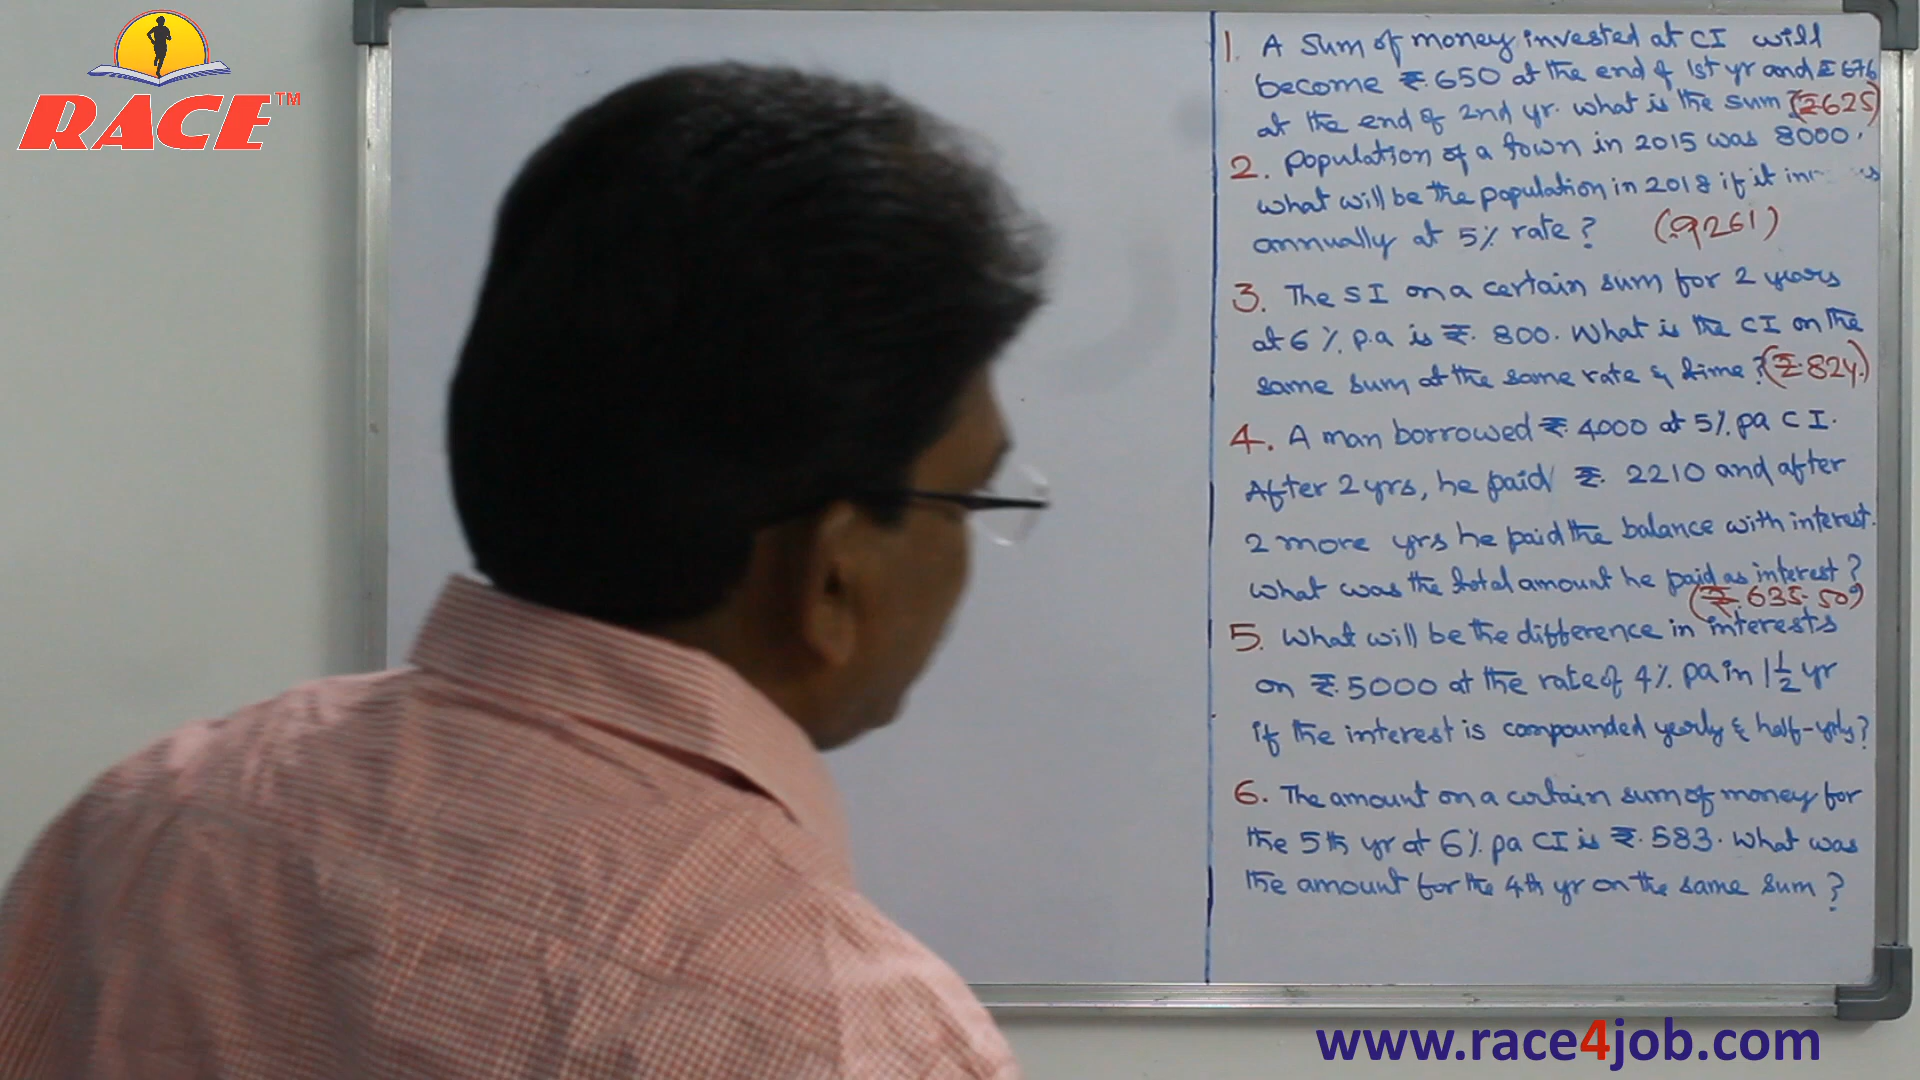 RACE™
1. A sum of money invested at CI will
become ₹. 650 at the end of 1st yr and ₹ 676
at the end of 2nd yr. what is the sum? (₹625)
2. Population of a town in 2015 was 8000.
what will be the population in 2018 if it
annually at 5% rate? (9261)
3. The SI on a certain sum for 2 years
at 6% p.a is ₹. 800. What is the CI on the
same sum at the same rate & time? (₹.824.)
4. A man borrowed ₹. 4000 at 5% pa CI.
After 2 yrs, he paid ₹. 2210 and after
2 more yrs he paid the balance with interest.
What was the total amount he paid as interest?
(₹.635.50)
5. What will be the difference in interests
on ₹.5000 at the rate of 4% pa in 1½ yr
if the interest is compounded yearly & half-yrly?
6. The amount on a certain sum of money for
the 5th yr at 6% pa CI is ₹. 583. What was
the amount for the 4th yr on the same sum?
www.race4job.com